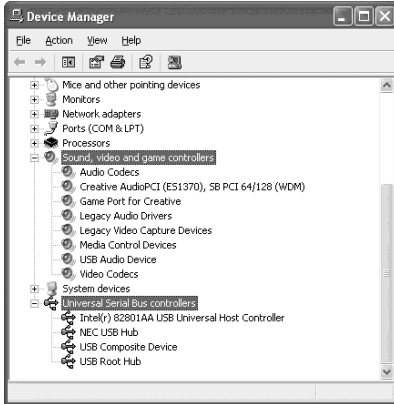 Device Manager
File Action View Help
Mice and other pointing devices
Monitors
Network adapters
Ports (COM & LPT)
Processors
Sound, video and game controllers
Audio Codecs
Creative AudioPCI (ES1370), SB PCI 64/128 (WDM)
Game Port for Creative
Legacy Audio Drivers
Legacy Video Capture Devices
Media Control Devices
USB Audio Device
Video Codecs
System devices
Universal Serial Bus controllers
Intel(r) 82801AA USB Universal Host Controller
NEC USB Hub
USB Composite Device
USB Root Hub